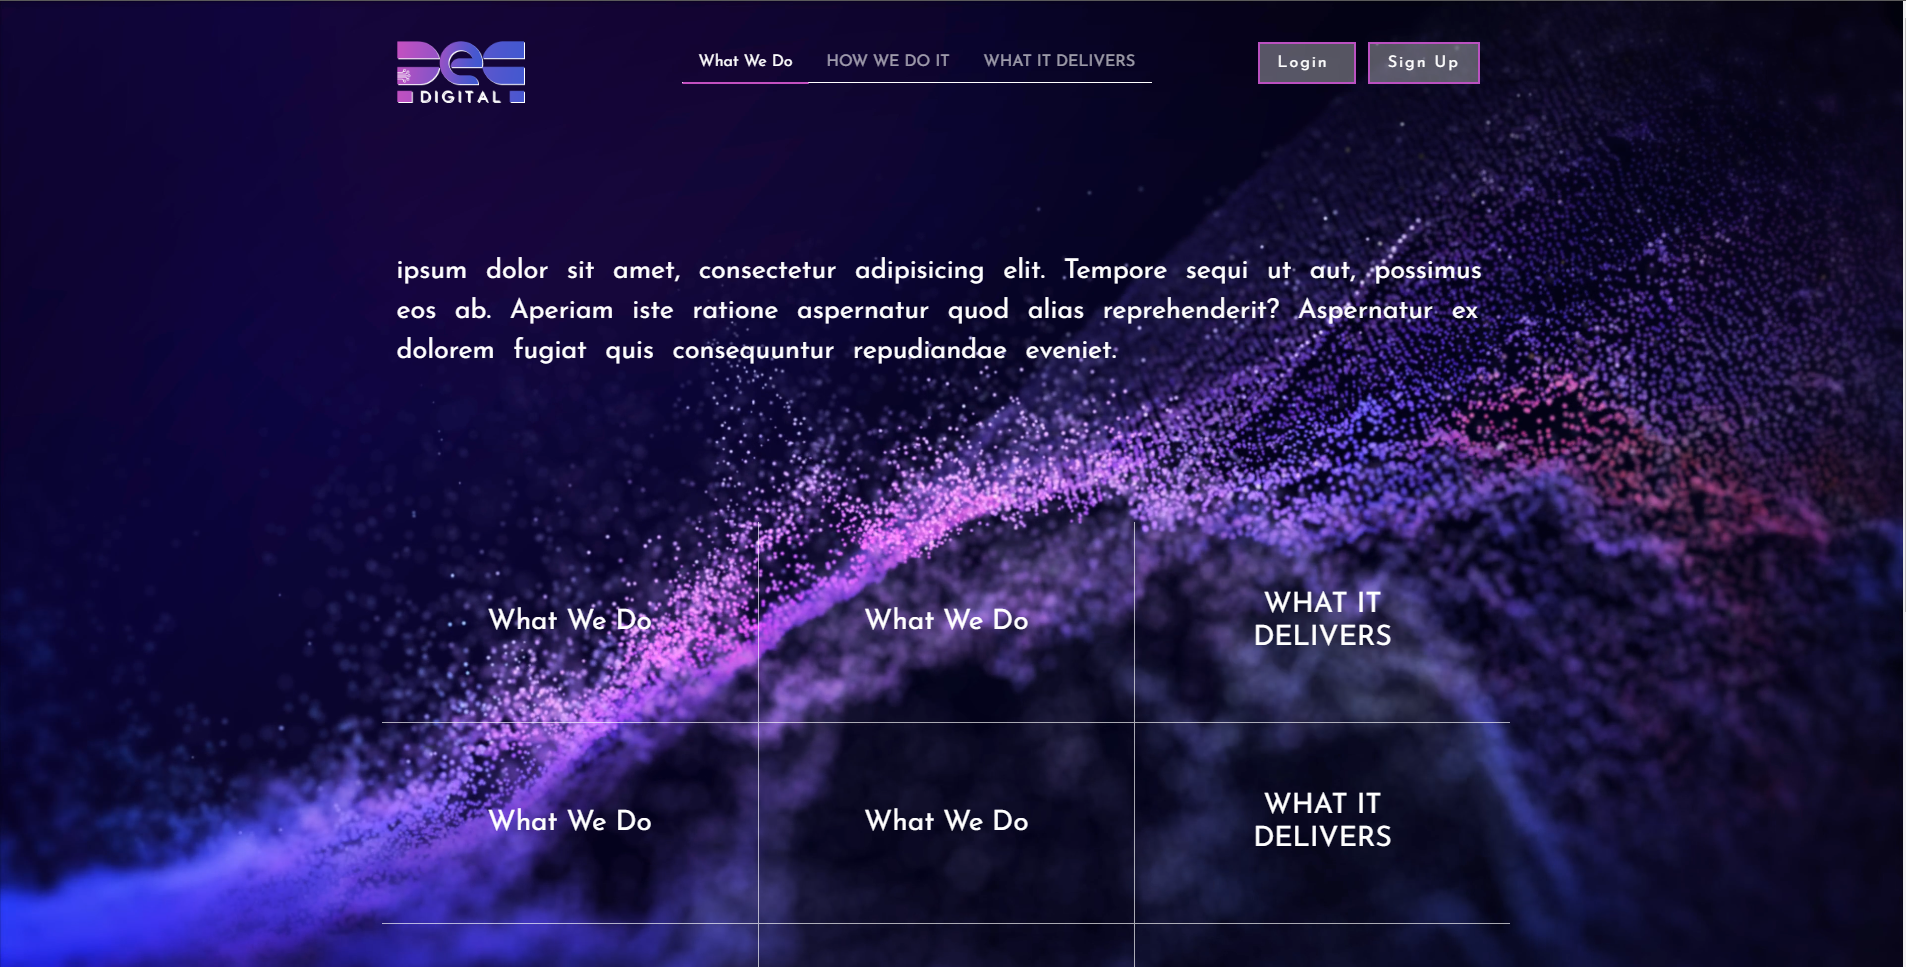 DEC
DIGITAL
What We Do HOW WE DO IT WHAT IT DELIVERS
Login Sign Up
ipsum dolor sit amet, consectetur adipisicing elit. Tempore sequi ut aut, possimus
eos ab. Aperiam iste ratione aspernatur quod alias reprehenderit? Aspernatur ex
dolorem fugiat quis consequuntur repudiandae eveniet.
What We Do
What We Do
WHAT IT
DELIVERS
What We Do
What We Do
WHAT IT
DELIVERS